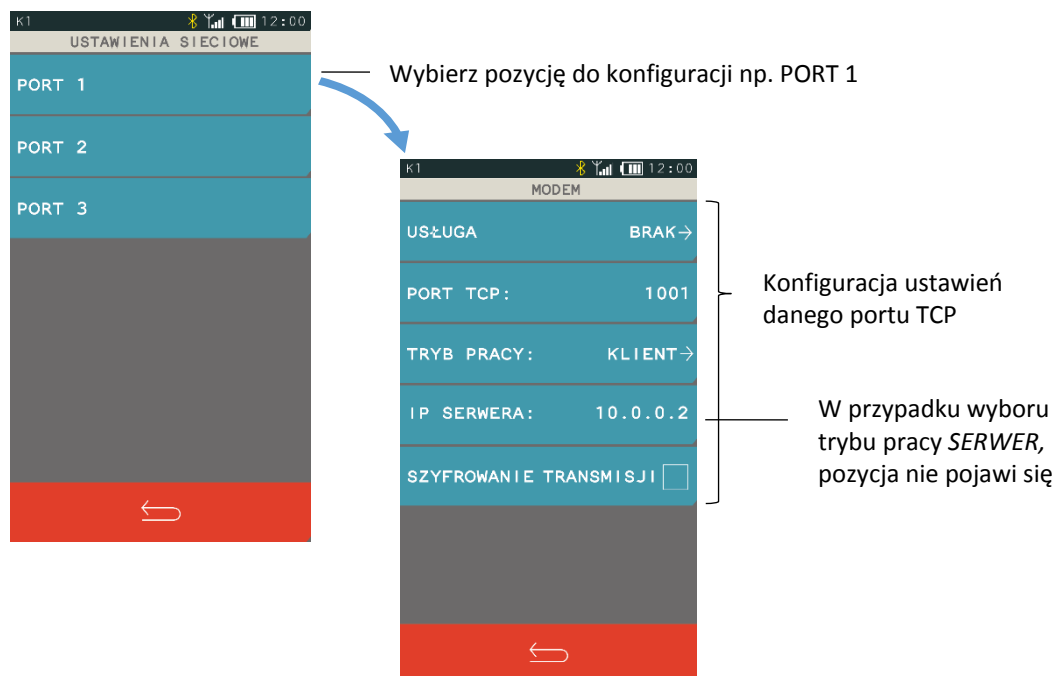 K1 12:00
USTAWIENIA SIECIOWE
PORT 1
PORT 2
PORT 3
Wybierz pozycję do konfiguracji np. PORT 1
K1 12:00
MODEM
USŁUGA BRAK→
PORT TCP: 1001
TRYB PRACY: KLIENT→
IP SERWERA: 10.0.0.2
SZYFROWANIE TRANSMISJI
Konfiguracja ustawień
danego portu TCP
W przypadku wyboru
trybu pracy SERWER,
pozycja nie pojawi się